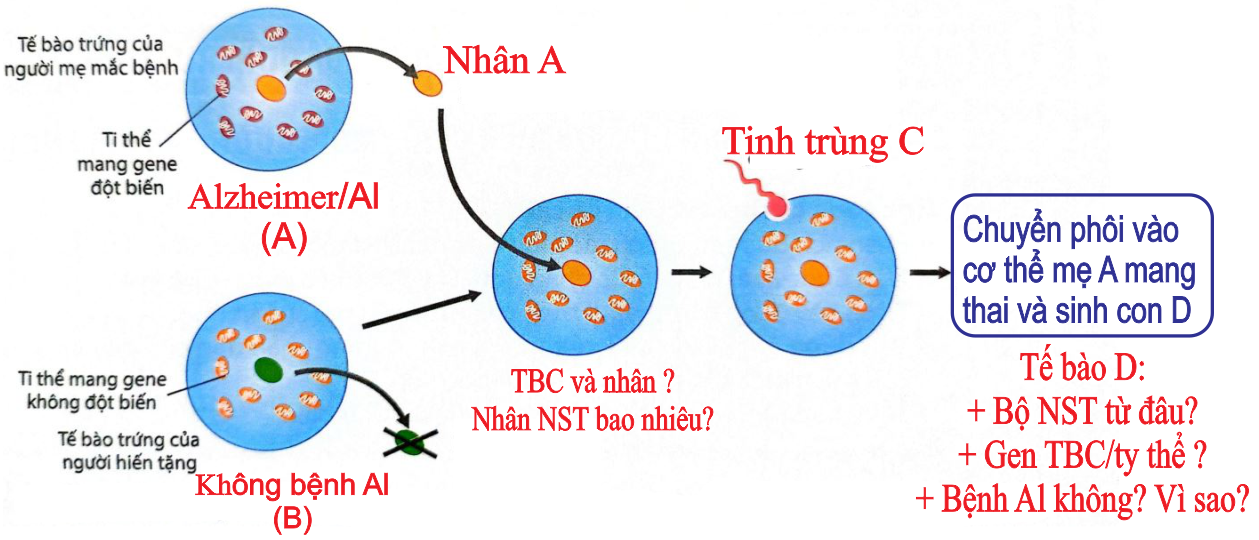 Tế bào trứng của
người mẹ mắc bệnh
Nhân A
Ti thể
mang gene
đột biến
Alzheimer/Al
(A)
Tinh trùng C
Chuyển phôi vào
cơ thể mẹ A mang
thai và sinh con D
Ti thể mang gene
không đột biến
Tế bào trứng của
người hiến tặng
Không bệnh Al
(B)
TBC và nhân ?
Nhân NST bao nhiêu?
Tế bào D:
+ Bộ NST từ đâu?
+ Gen TBC/ty thể ?
+ Bệnh Al không? Vì sao?